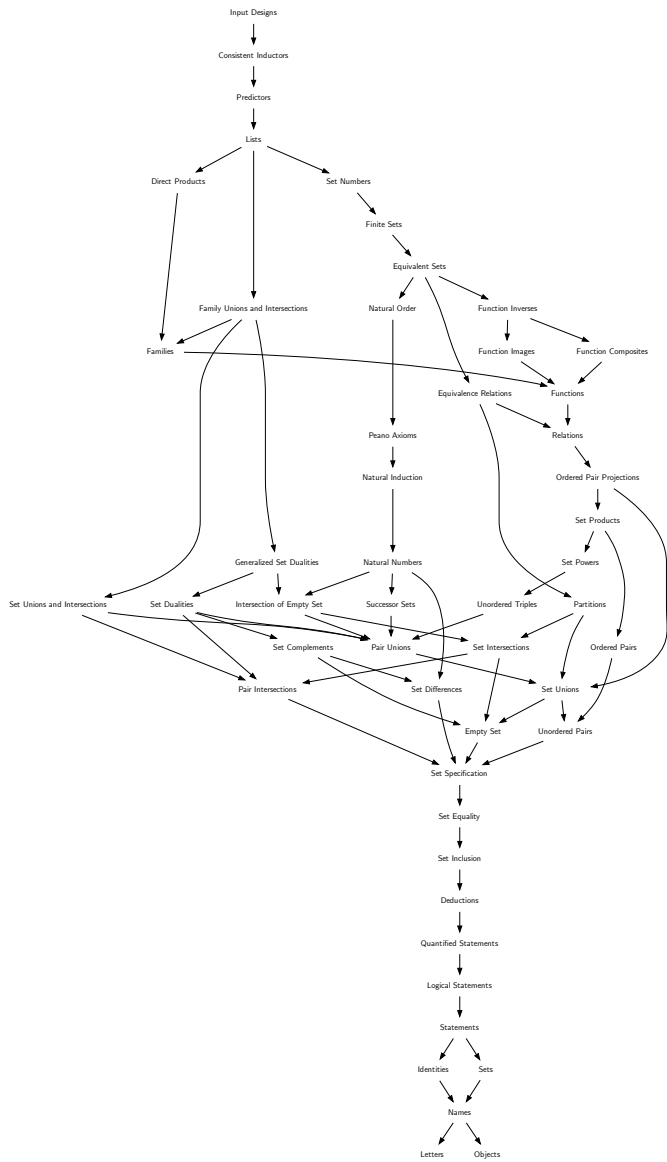 Input Designs
Consistent Inductors
Predictors
Lists
Direct Products
Set Numbers
Finite Sets
Equivalent Sets
Family Unions and Intersections
Natural Order
Function Inverses
Families
Function Images
Function Composites
Equivalence Relations
Functions
Peano Axioms
Relations
Natural Induction
Ordered Pair Projections
Set Products
Generalized Set Dualities
Natural Numbers
Set Powers
Set Unions and Intersections
Set Dualities
Intersection of Empty Set
Successor Sets
Unordered Triples
Partitions
Set Complements
Pair Unions
Set Intersections
Ordered Pairs
Pair Intersections
Set Differences
Set Unions
Empty Set
Unordered Pairs
Set Specification
Set Equality
Set Inclusion
Deductions
Quantified Statements
Logical Statements
Statements
Identities
Sets
Names
Letters
Objects